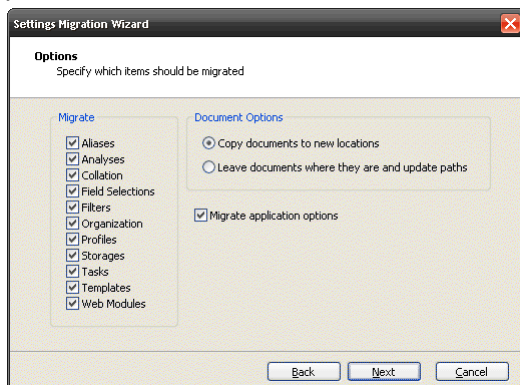 Settings Migration Wizard
Options
Specify which items should be migrated
Migrate
Aliases
Analyses
Collation
Field Selections
Filters
Organization
Profiles
Storages
Tasks
Templates
Web Modules
Document Options
Copy documents to new locations
Leave documents where they are and update paths
Migrate application options
Back Next Cancel